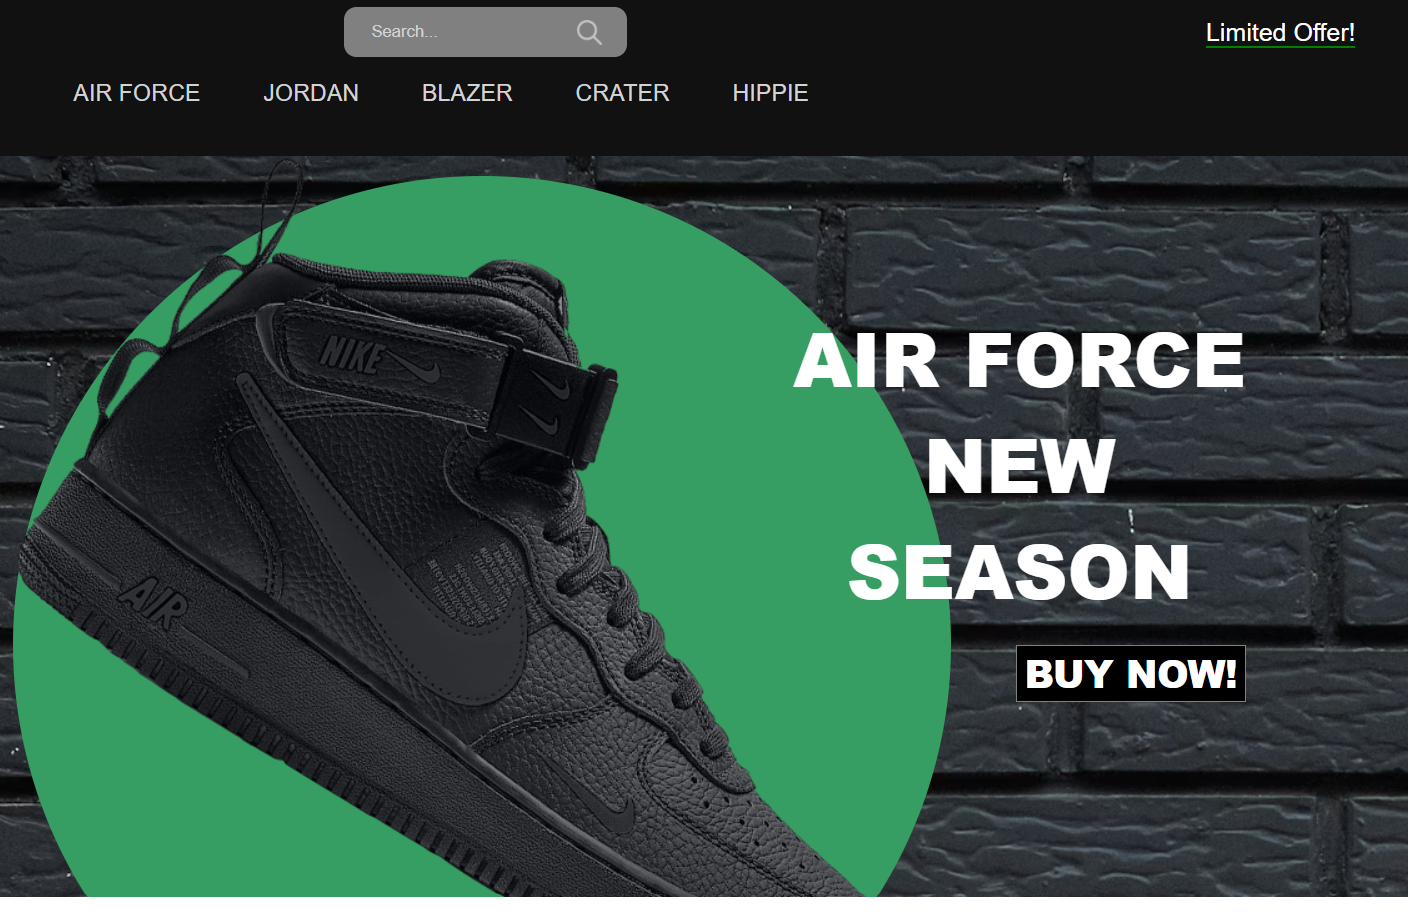 Search...
Limited Offer!
AIR FORCE
JORDAN
BLAZER
CRATER
HIPPIE
NIKE
AIR
AIR FORCE
NEW
SEASON
BUY NOW!